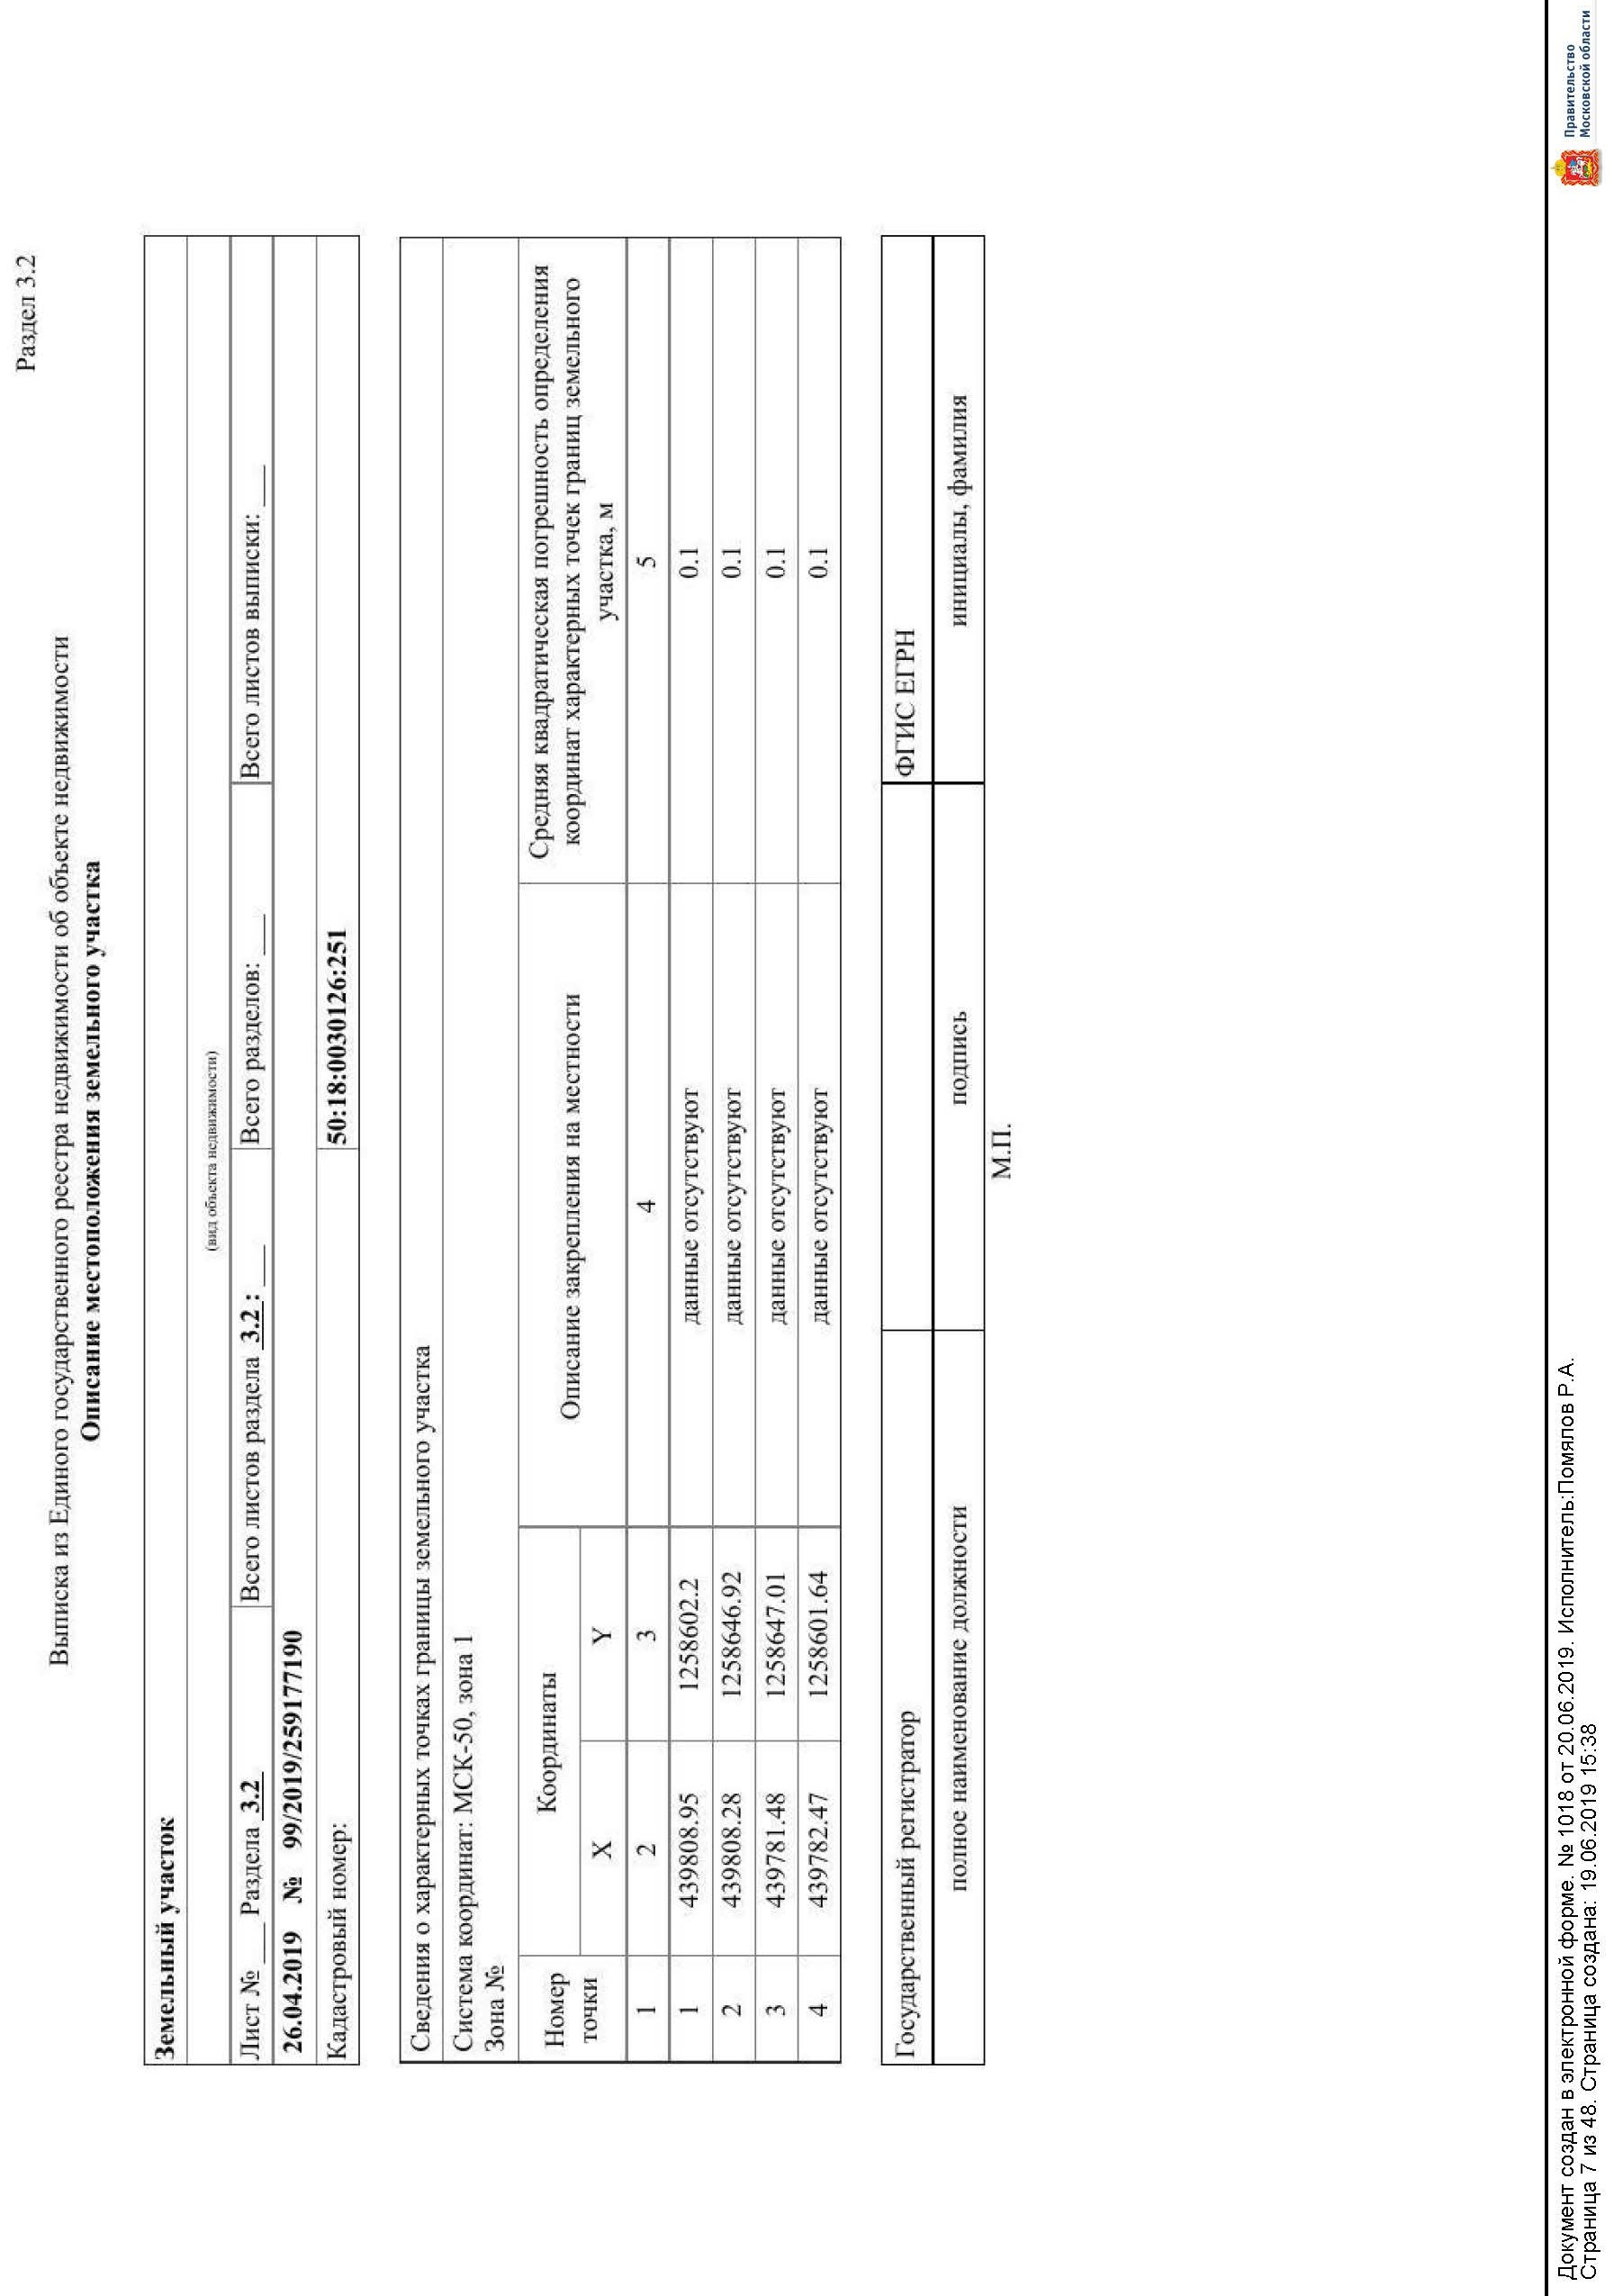 Раздел 3.2
Выписка из Единого государственного реестра недвижимости об объекте недвижимости
Описание местоположения земельного участка
Земельный участок
(вид объекта недвижимости)
Лист № ___ Раздела 3.2 Всего листов раздела 3.2 : ___ Всего разделов: ___ Всего листов выписки: ___
26.04.2019 № 99/2019/259177190
Кадастровый номер: 50:18:0030126:251
Сведения о характерных точках границы земельного участка
Система координат: МСК-50, зона 1
Зона №
Номер точки Координаты Описание закрепления на местности Средняя квадратическая погрешность определения
координат характерных точек границ земельного
участка, м
X Y
1 2 3 4 5
1 439808.95 1258602.2 данные отсутствуют 0.1
2 439808.28 1258646.92 данные отсутствуют 0.1
3 439781.48 1258647.01 данные отсутствуют 0.1
4 439782.47 1258601.64 данные отсутствуют 0.1
Государственный регистратор ФГИС ЕГРН
полное наименование должности подпись инициалы, фамилия
М.П.
Документ создан в электронной форме. № 1018 от 20.06.2019. Исполнитель:Помялов Р.А.
Страница 7 из 48. Страница создана: 19.06.2019 15:38
Правительство
Московской области